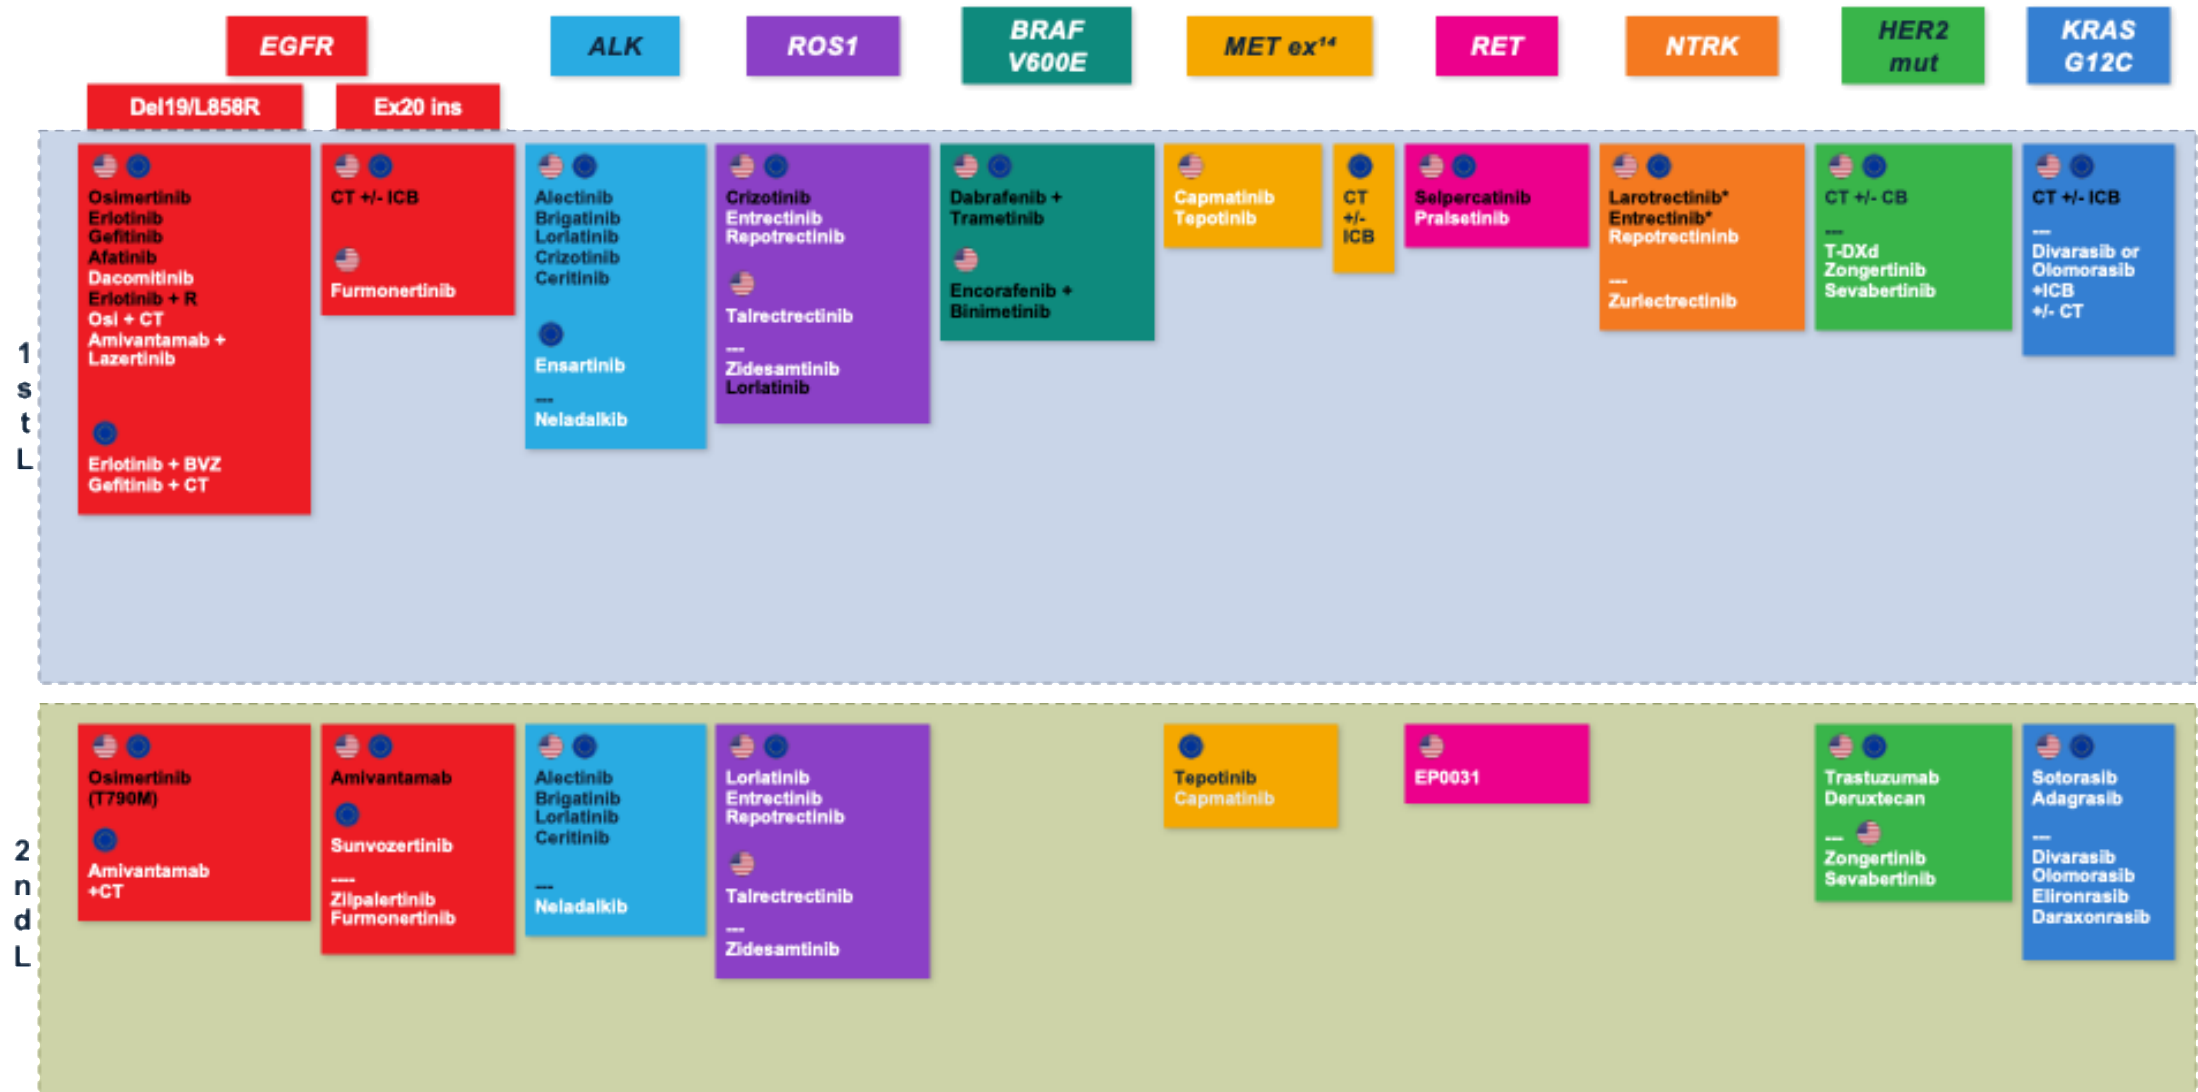 EGFR
ALK
ROS1
BRAF
V600E
MET ex¹⁴
RET
NTRK
HER2
mut
KRAS
G12C
Del19/L858R
Ex20 ins
1
s
t
L
Osimertinib
Erlotinib
Gefitinib
Afatinib
Dacomitinib
Erlotinib + R
Osi + CT
Amivantamab +
Lazertinib
Erlotinib + BVZ
Gefitinib + CT
CT +/- ICB
Furmonertinib
Alectinib
Brigatinib
Lorlatinib
Crizotinib
Ceritinib
Ensartinib
---
Neladalkib
Crizotinib
Entrectinib
Repotrectinib
Talrectrectinib
---
Zidesamtinib
Lorlatinib
Dabrafenib +
Trametinib
Encorafenib +
Binimetinib
Capmatinib
Tepotinib
CT
+/-
ICB
Selpercatinib
Pralsetinib
Larotrectinib*
Entrectinib*
Repotrectininb
---
Zurlectrectinib
CT +/- CB
---
T-DXd
Zongertinib
Sevabertinib
CT +/- ICB
---
Divarasib or
Olomorasib
+ICB
+/- CT
2
n
d
L
Osimertinib
(T790M)
Amivantamab
+CT
Amivantamab
Sunvozertinib
----
Zilpalertinib
Furmonertinib
Alectinib
Brigatinib
Lorlatinib
Ceritinib
---
Neladalkib
Lorlatinib
Entrectinib
Repotrectinib
Talrectrectinib
---
Zidesamtinib
Tepotinib
Capmatinib
EP0031
Trastuzumab
Deruxtecan
---
Zongertinib
Sevabertinib
Sotorasib
Adagrasib
---
Divarasib
Olomorasib
Elironrasib
Daraxonrasib